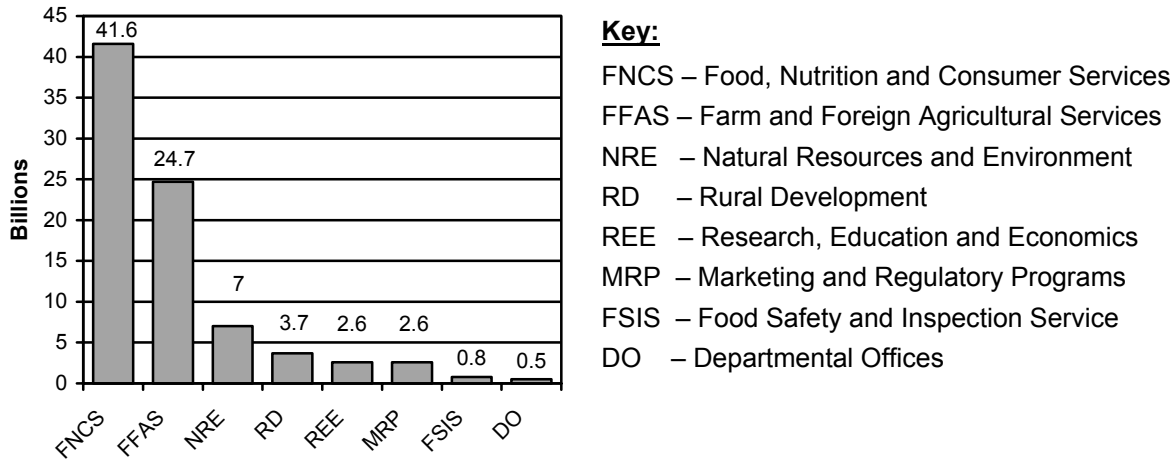 45
40
35
30
25
20
15
10
5
0
Billions
41.6
24.7
7
3.7
2.6
2.6
0.8
0.5
FNCS
FFAS
NRE
RD
REE
MRP
FSIS
DO
Key:
FNCS – Food, Nutrition and Consumer Services
FFAS – Farm and Foreign Agricultural Services
NRE – Natural Resources and Environment
RD – Rural Development
REE – Research, Education and Economics
MRP – Marketing and Regulatory Programs
FSIS – Food Safety and Inspection Service
DO – Departmental Offices